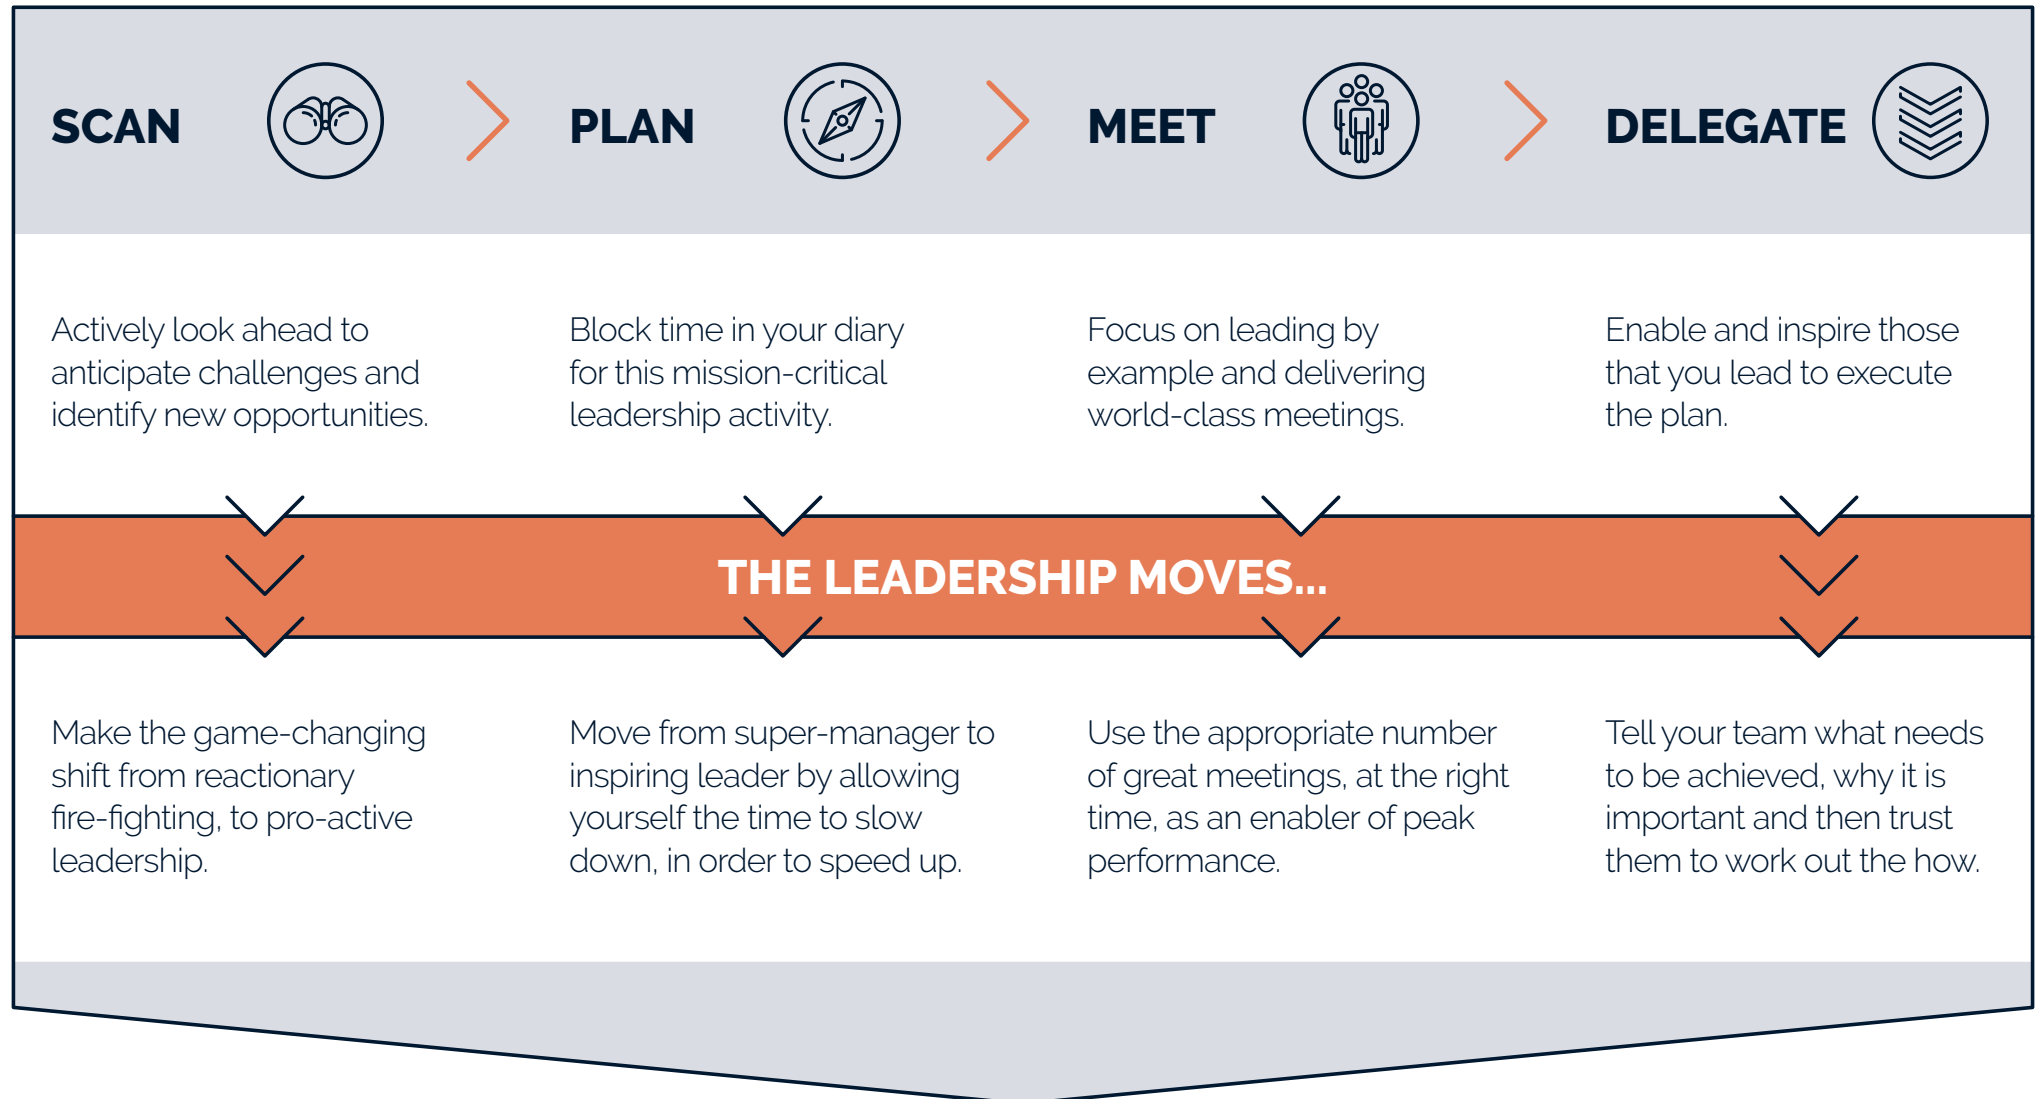 SCAN
PLAN
MEET
DELEGATE
Actively look ahead to
anticipate challenges and
identify new opportunities.
Block time in your diary
for this mission-critical
leadership activity.
Focus on leading by
example and delivering
world-class meetings.
Enable and inspire those
that you lead to execute
the plan.
THE LEADERSHIP MOVES...
Make the game-changing
shift from reactionary
fire-fighting, to pro-active
leadership.
Move from super-manager to
inspiring leader by allowing
yourself the time to slow
down, in order to speed up.
Use the appropriate number
of great meetings, at the right
time, as an enabler of peak
performance.
Tell your team what needs
to be achieved, why it is
important and then trust
them to work out the how.